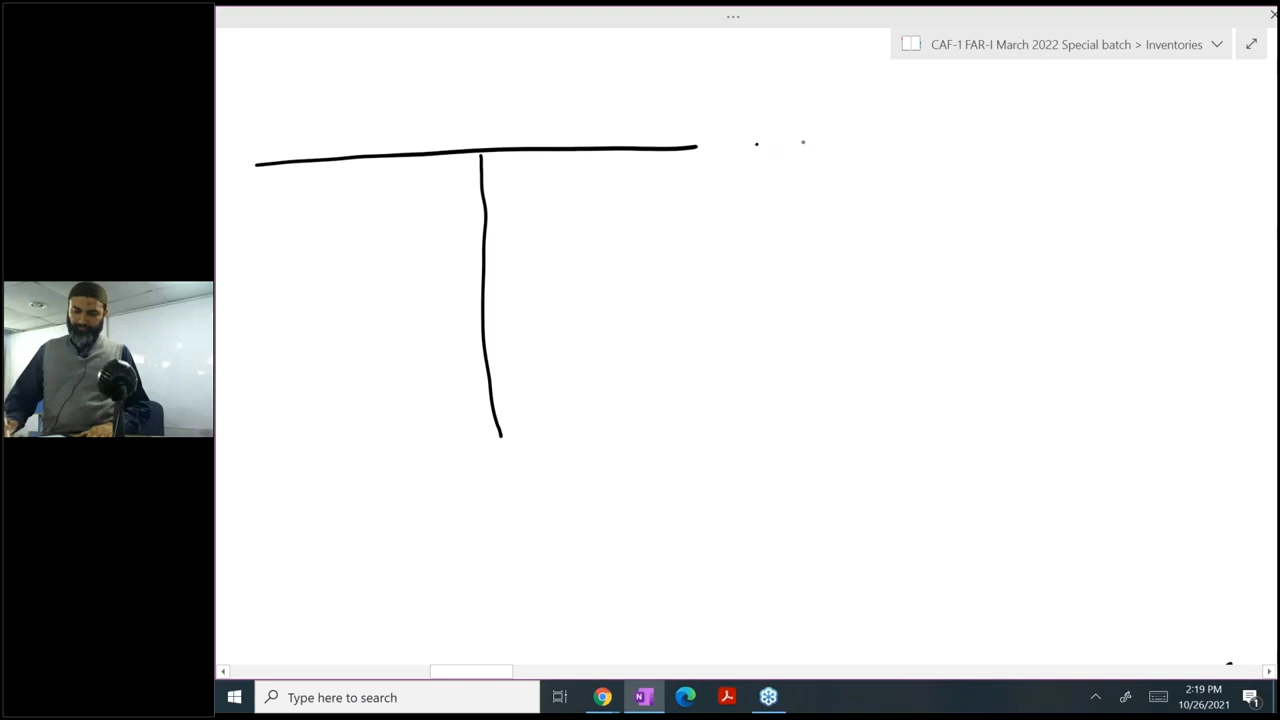 CAF-1 FAR-I March 2022 Special batch > Inventories
Type here to search
2:19 PM
10/26/2021